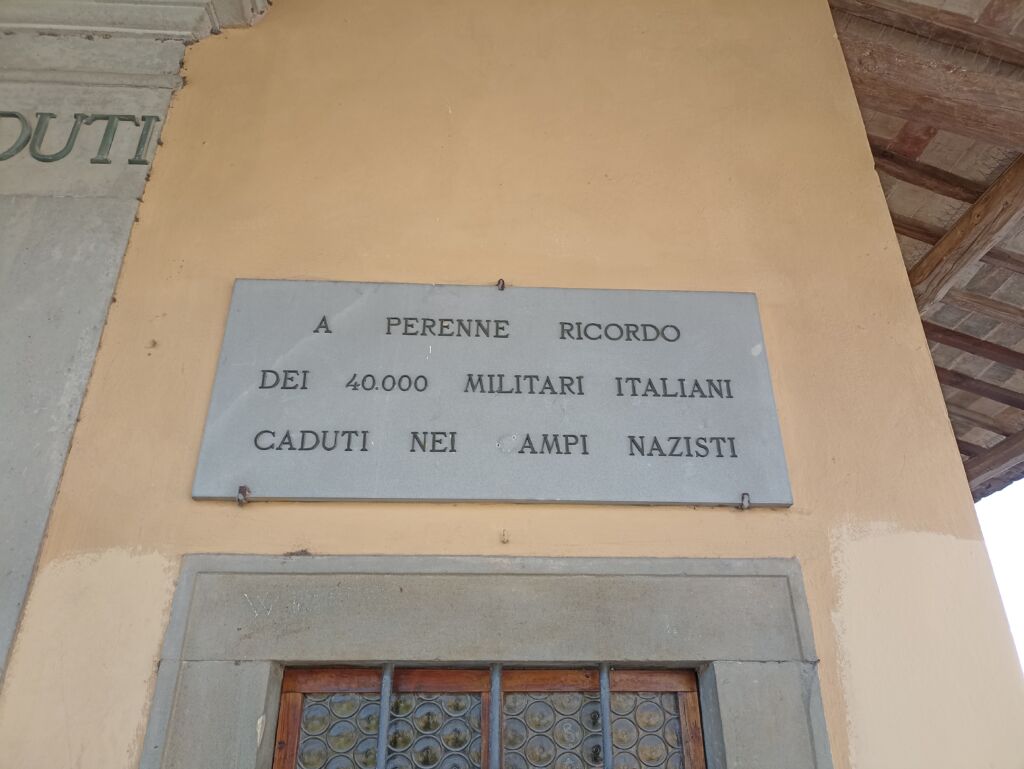 DUTI
A PERENNE RICORDO
DEI 40.000 MILITARI ITALIANI
CADUTI NEI AMPI NAZISTI